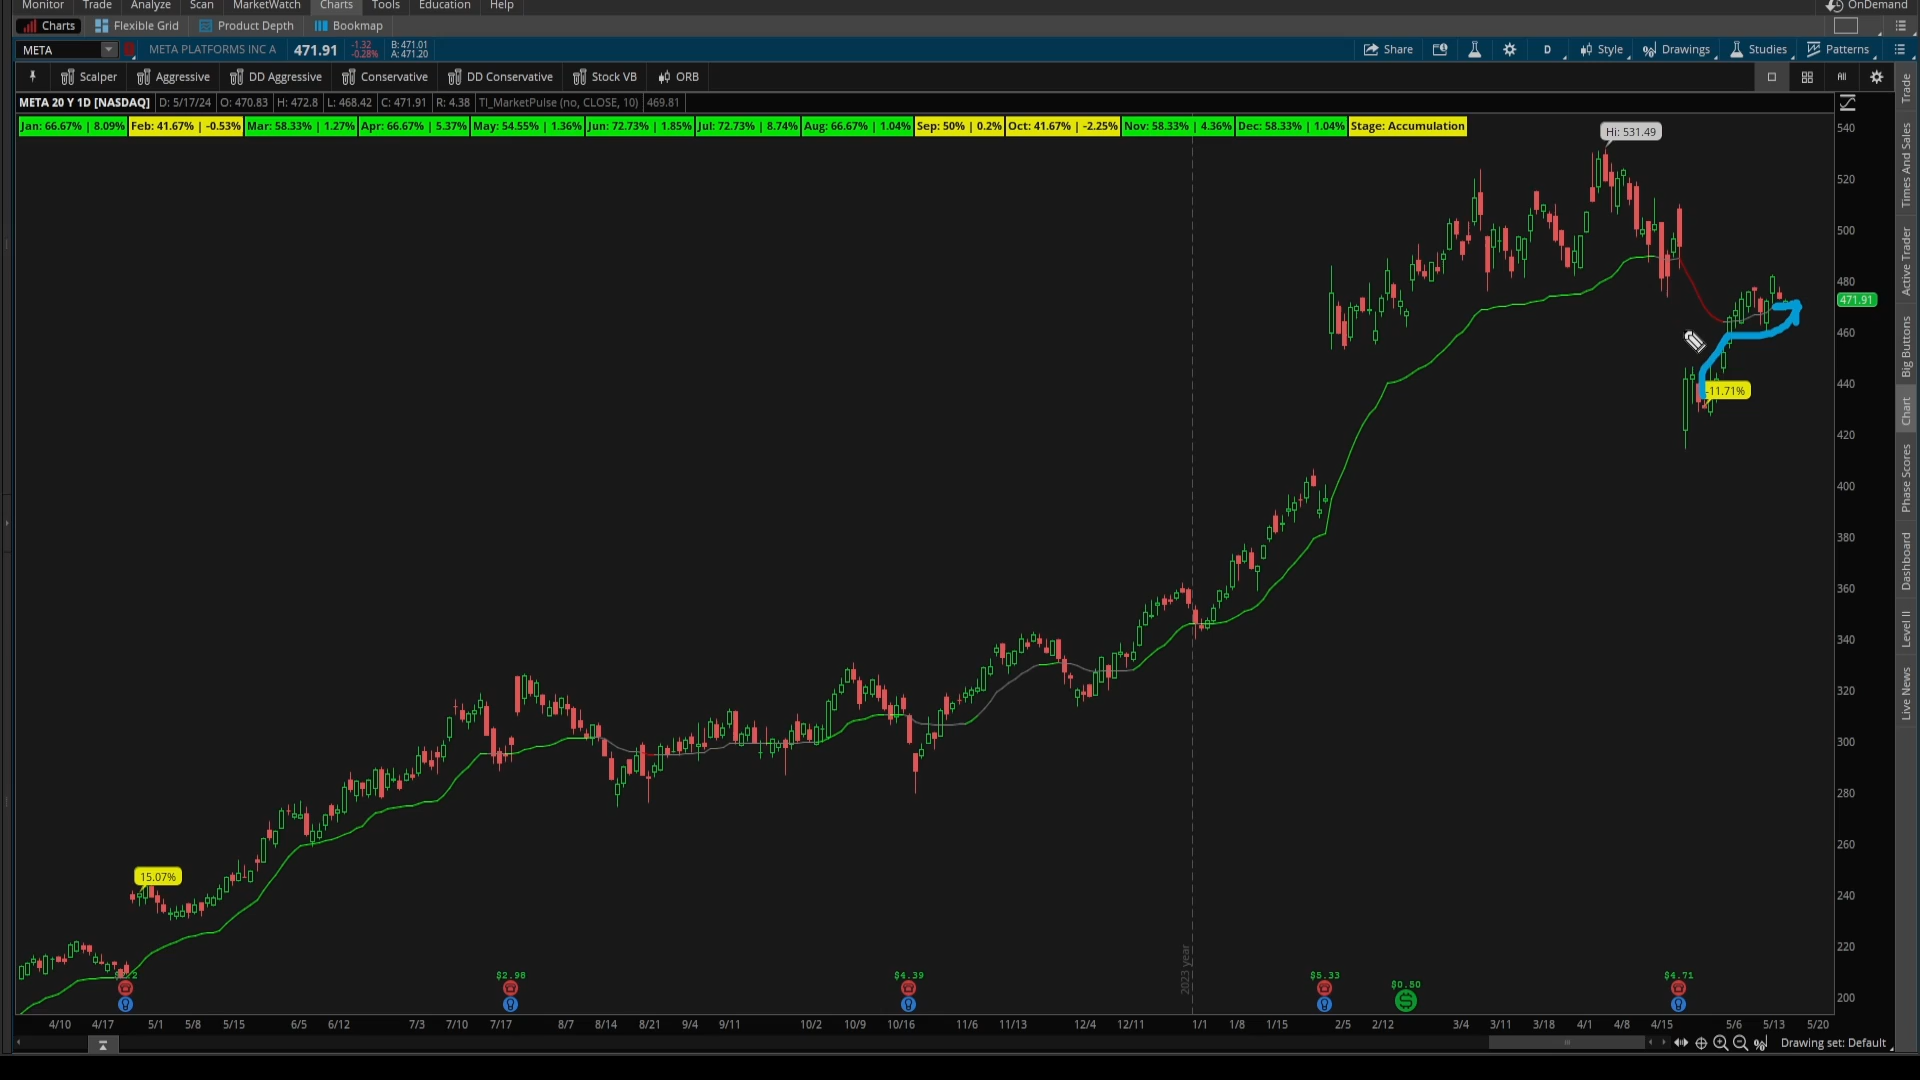 Monitor Trade Analyze Scan MarketWatch Charts Tools Education Help OnDemand
Charts Flexible Grid Product Depth Bookmap
META META PLATFORMS INC A 471.91 -1.32 -0.28% B: 471.01 A: 471.20 Share D Style Drawings Studies Patterns
Scalper Aggressive DD Aggressive Conservative DD Conservative Stock VB ORB All
META 20 Y 1D [NASDAQ] D: 5/17/24 O: 470.83 H: 472.8 L: 468.42 C: 471.91 R: 4.38 TI_MarketPulse (no, CLOSE, 10) 469.81
Jan: 66.67% | 8.09% Feb: 41.67% | -0.53% Mar: 58.33% | 1.27% Apr: 66.67% | 5.37% May: 54.55% | 1.36% Jun: 72.73% | 1.85% Jul: 72.73% | 8.74% Aug: 66.67% | 1.04% Sep: 50% | 0.2% Oct: 41.67% | -2.25% Nov: 58.33% | 4.36% Dec: 58.33% | 1.04% Stage: Accumulation
Hi: 531.49
540
520
500
480
471.91
460
440
420
400
380
360
340
320
300
280
260
240
220
200
11.71%
15.07%
2023 year
$2.98 $4.39 $5.33 $0.50 $4.71
4/10 4/17 5/1 5/8 5/15 6/5 6/12 7/3 7/10 7/17 8/7 8/14 8/21 9/4 9/11 10/2 10/9 10/16 11/6 11/13 12/4 12/11 1/1 1/8 1/15 2/5 2/12 3/4 3/11 3/18 4/1 4/8 4/15 5/6 5/13 5/20
Drawing set: Default
Trade
Times And Sales
Active Trader
Big Buttons
Chart
Phase Scores
Dashboard
Level II
Live News